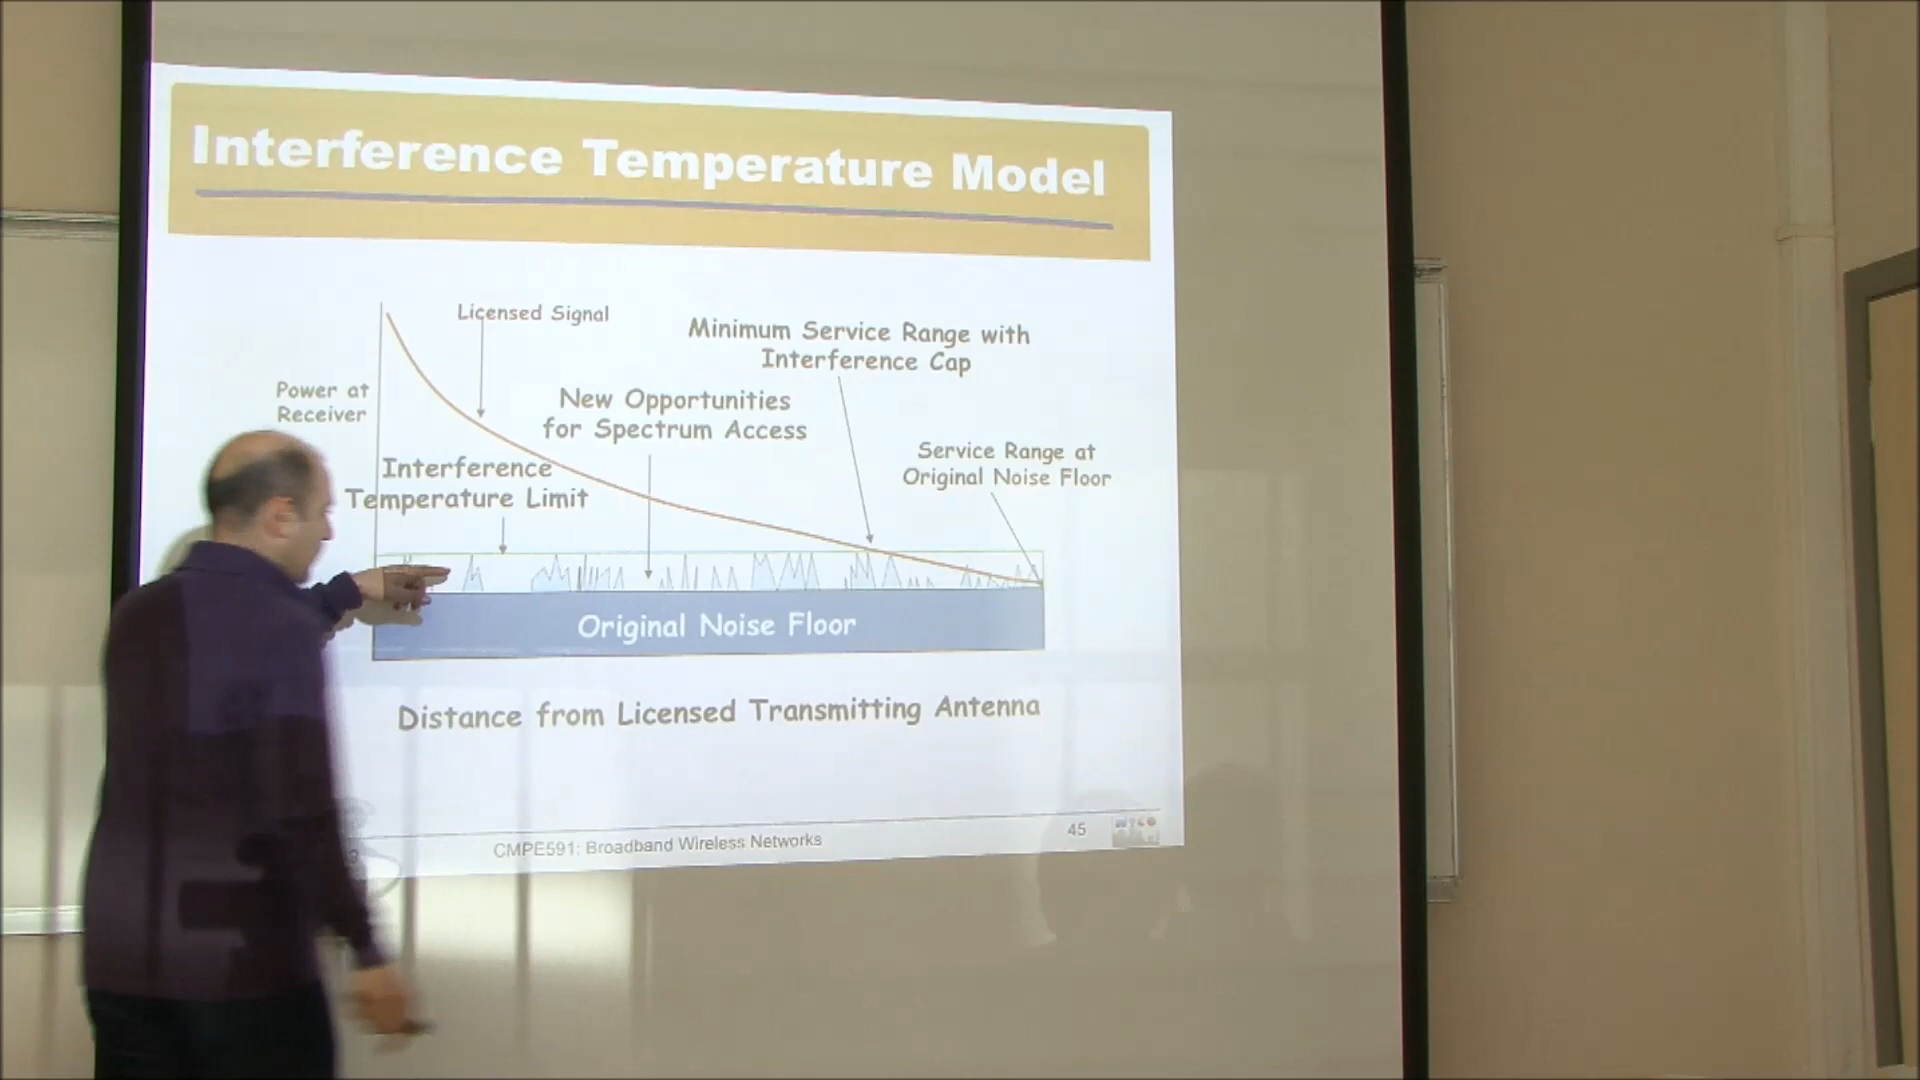 Interference Temperature Model
Licensed Signal
Minimum Service Range with
Interference Cap
Power at
Receiver
New Opportunities
for Spectrum Access
Service Range at
Original Noise Floor
Interference
Temperature Limit
Original Noise Floor
Distance from Licensed Transmitting Antenna
3
CMPE591: Broadband Wireless Networks
45